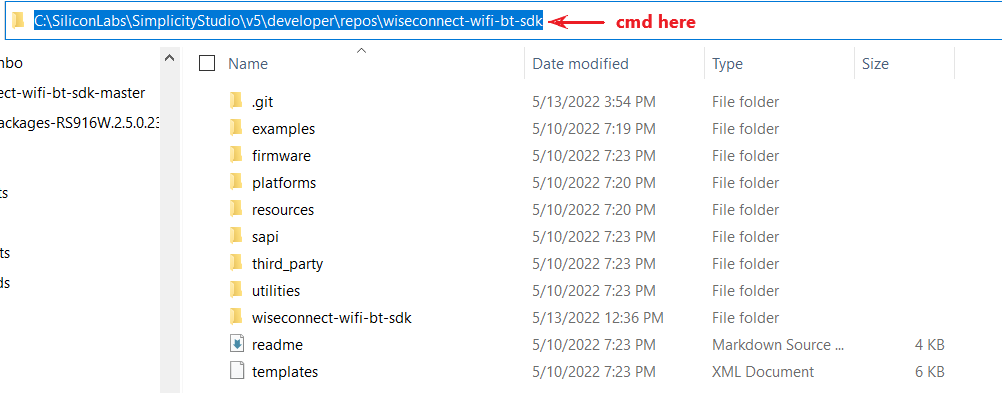 C:\SiliconLabs\SimplicityStudio\v5\developer\repos\wiseconnect-wifi-bt-sdk cmd here
nbo
ect-wifi-bt-sdk-master
ackages-RS916W.2.5.0.23
ts
ts
ds
Name Date modified Type Size
.git 5/13/2022 3:54 PM File folder
examples 5/10/2022 7:19 PM File folder
firmware 5/10/2022 7:23 PM File folder
platforms 5/10/2022 7:20 PM File folder
resources 5/10/2022 7:20 PM File folder
sapi 5/10/2022 7:23 PM File folder
third_party 5/10/2022 7:23 PM File folder
utilities 5/10/2022 7:23 PM File folder
wiseconnect-wifi-bt-sdk 5/13/2022 12:36 PM File folder
readme 5/10/2022 7:23 PM Markdown Source ... 4 KB
templates 5/10/2022 7:23 PM XML Document 6 KB